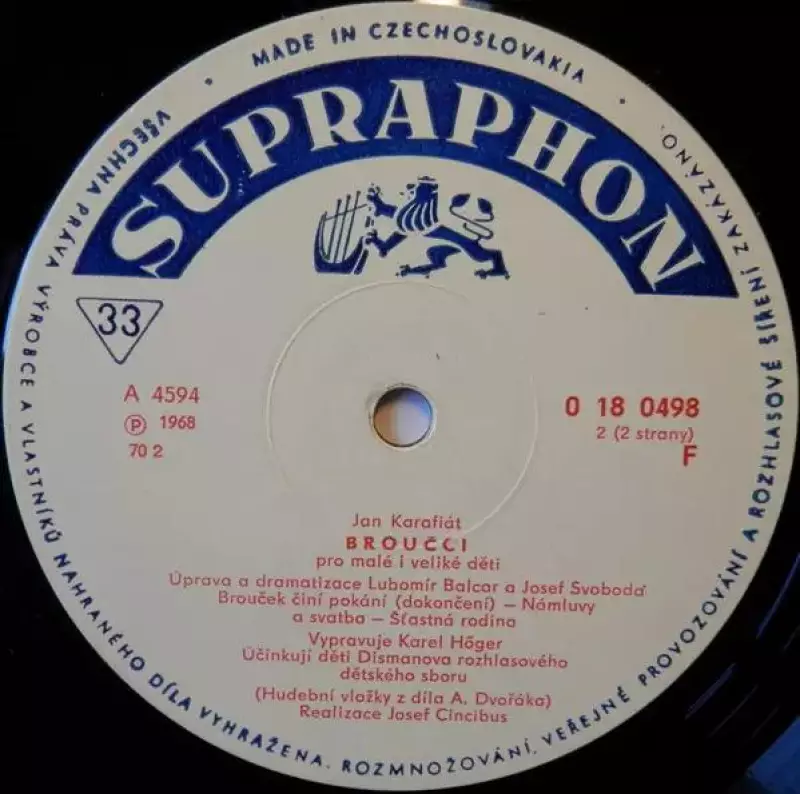 MADE IN CZECHOSLOVAKIA
SUPRAPHON
33
A 4594
℗ 1968
70 2
0 18 0498
2 (2 strany)
F
Jan Karafiát
BROUČCI
pro malé i veliké děti
Úprava a dramatizace Lubomír Balcar a Josef Svoboda
Brouček činí pokání (dokončení) – Námluvy
a svatba – Šťastná rodina
Vypravuje Karel Höger
Účinkují děti Dismanova rozhlasového
dětského sboru
(Hudební vložky z díla A. Dvořáka)
Realizace Josef Cincibus
VŠECHNA PRÁVA VÝROBCE A VLASTNÍKŮ NAHRANÉHO DÍLA VYHRAŽENA. ROZMNOŽOVÁNÍ, VEŘEJNÉ PROVOZOVÁNÍ A ROZHLASOVÉ ŠÍŘENÍ ZAKÁZÁNO.